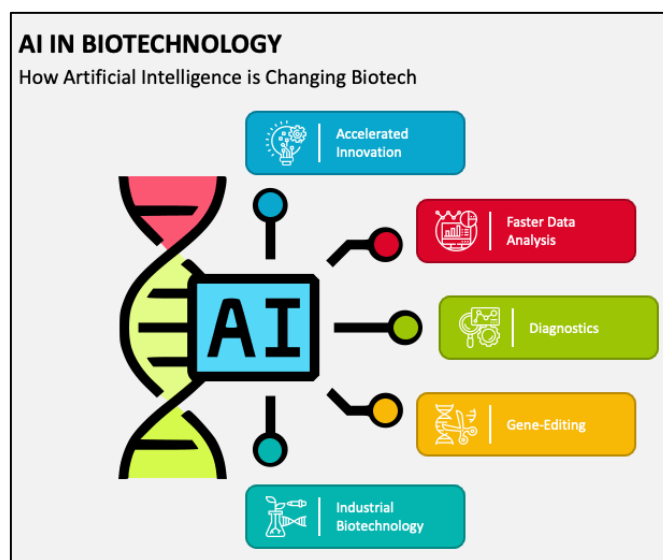 AI IN BIOTECHNOLOGY
How Artificial Intelligence is Changing Biotech
Accelerated
Innovation
Faster Data
Analysis
AI
Diagnostics
Gene-Editing
Industrial
Biotechnology